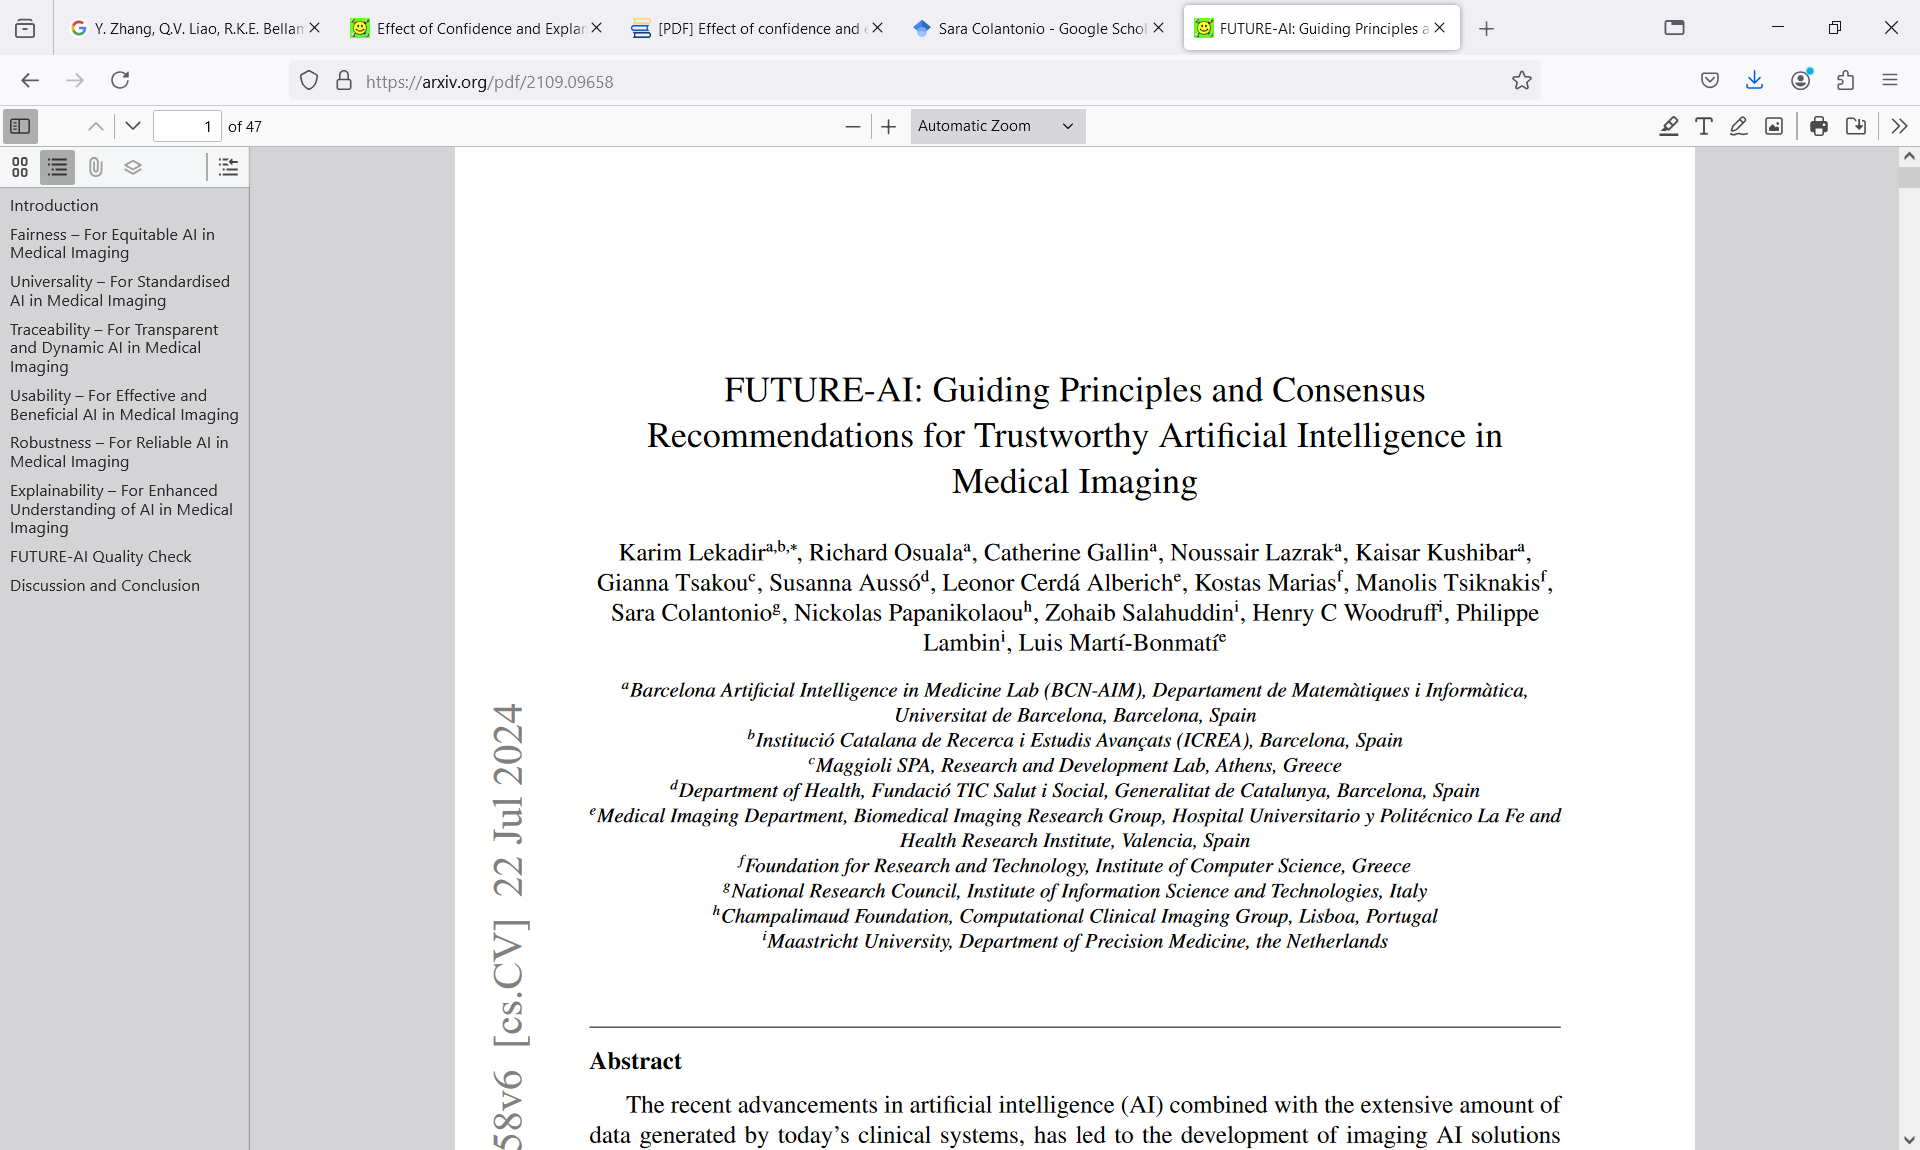 Y. Zhang, Q.V. Liao, R.K.E. Bellam
Effect of Confidence and Explan
[PDF] Effect of confidence and e
Sara Colantonio - Google Schol
FUTURE-AI: Guiding Principles a
https://arxiv.org/pdf/2109.09658
1 of 47
Automatic Zoom
Introduction
Fairness – For Equitable AI in
Medical Imaging
Universality – For Standardised
AI in Medical Imaging
Traceability – For Transparent
and Dynamic AI in Medical
Imaging
Usability – For Effective and
Beneficial AI in Medical Imaging
Robustness – For Reliable AI in
Medical Imaging
Explainability – For Enhanced
Understanding of AI in Medical
Imaging
FUTURE-AI Quality Check
Discussion and Conclusion
58v6 [cs.CV] 22 Jul 2024
FUTURE-AI: Guiding Principles and Consensus
Recommendations for Trustworthy Artificial Intelligence in
Medical Imaging
Karim Lekadira,b,*, Richard Osualaa, Catherine Gallina, Noussair Lazraka, Kaisar Kushibara,
Gianna Tsakouc, Susanna Aussód, Leonor Cerdá Alberiche, Kostas Mariasf, Manolis Tsiknakisf,
Sara Colantoniog, Nickolas Papanikolaouh, Zohaib Salahuddini, Henry C Woodruffi, Philippe
Lambini, Luis Martí-Bonmatíe
aBarcelona Artificial Intelligence in Medicine Lab (BCN-AIM), Departament de Matemàtiques i Informàtica,
Universitat de Barcelona, Barcelona, Spain
bInstitució Catalana de Recerca i Estudis Avançats (ICREA), Barcelona, Spain
cMaggioli SPA, Research and Development Lab, Athens, Greece
dDepartment of Health, Fundació TIC Salut i Social, Generalitat de Catalunya, Barcelona, Spain
eMedical Imaging Department, Biomedical Imaging Research Group, Hospital Universitario y Politécnico La Fe and
Health Research Institute, Valencia, Spain
fFoundation for Research and Technology, Institute of Computer Science, Greece
gNational Research Council, Institute of Information Science and Technologies, Italy
hChampalimaud Foundation, Computational Clinical Imaging Group, Lisboa, Portugal
iMaastricht University, Department of Precision Medicine, the Netherlands
Abstract
The recent advancements in artificial intelligence (AI) combined with the extensive amount of
data generated by today's clinical systems, has led to the development of imaging AI solutions